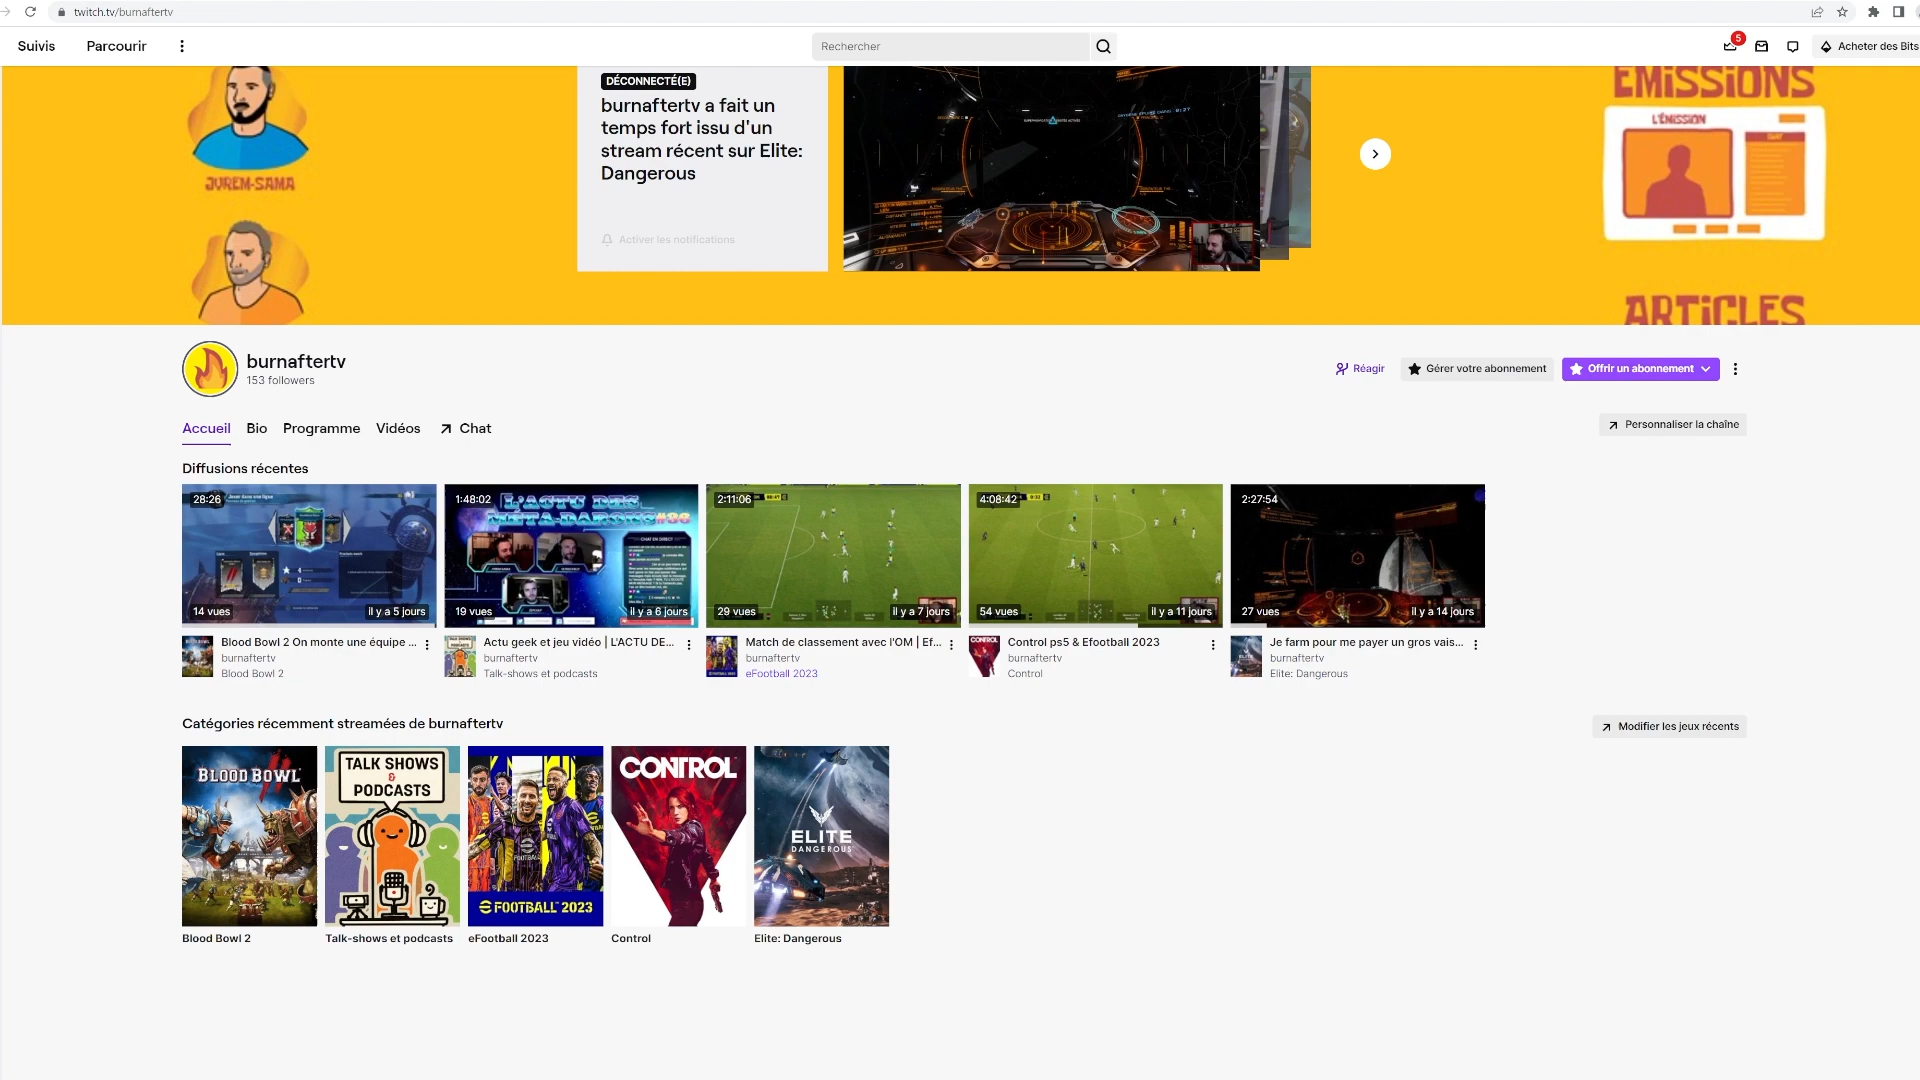 twitch.tv/burnaftertv
Suivis
Parcourir
Rechercher
5
Acheter des Bits
JVREM-SAMA
DÉCONNECTÉ(E)
burnaftertv a fait un
temps fort issu d'un
stream récent sur Elite:
Dangerous
Activer les notifications
EMISSIONS
L'ÉMISSION
ARTICLES
burnaftertv
153 followers
Réagir
Gérer votre abonnement
Offrir un abonnement
Accueil
Bio
Programme
Vidéos
Chat
Personnaliser la chaîne
Diffusions récentes
28:26
14 vues
il y a 5 jours
1:48:02
L'ACTU DES
MÉTA-DARONS #36
CHAT EN DIRECT
19 vues
il y a 6 jours
2:11:06
29 vues
il y a 7 jours
4:08:42
54 vues
il y a 11 jours
2:27:54
27 vues
il y a 14 jours
Blood Bowl 2 On monte une équipe ...
burnaftertv
Blood Bowl 2
Actu geek et jeu vidéo | L'ACTU DE...
burnaftertv
Talk-shows et podcasts
Match de classement avec l'OM | Ef...
burnaftertv
eFootball 2023
CONTROL
Control ps5 & Efootball 2023
burnaftertv
Control
Je farm pour me payer un gros vais...
burnaftertv
Elite: Dangerous
Catégories récemment streamées de burnaftertv
Modifier les jeux récents
BLOOD BOWL II
TALK SHOWS
&
PODCASTS
FOOTBALL 2023
CONTROL
ELITE
DANGEROUS
Blood Bowl 2
Talk-shows et podcasts
eFootball 2023
Control
Elite: Dangerous